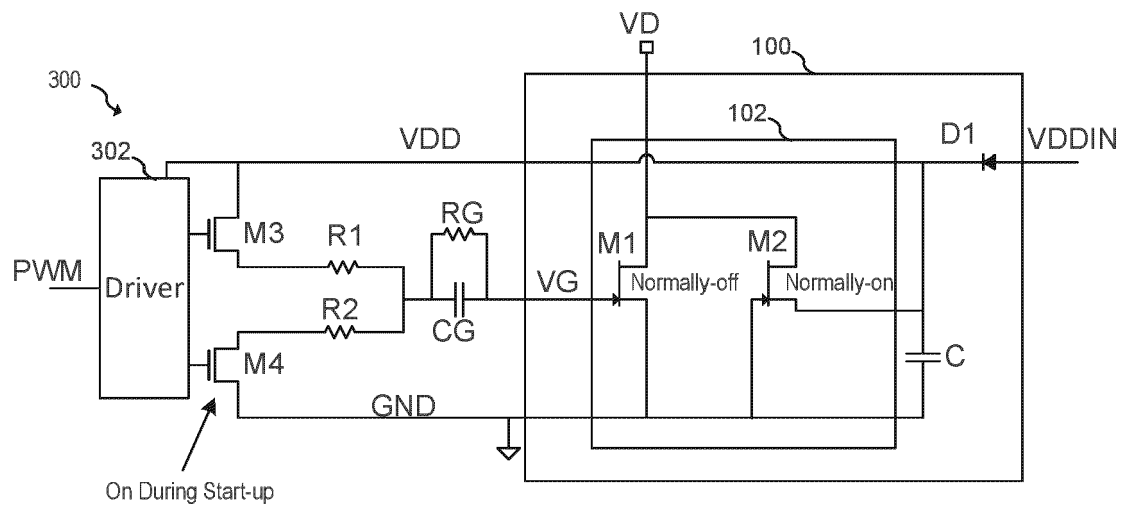 VD
100
300
102
D1
VDD
VDDIN
302
M3
RG
R1
M1
M2
PWM
Driver
VG
Normally-off
Normally-on
R2
CG
M4
C
GND
On During Start-up